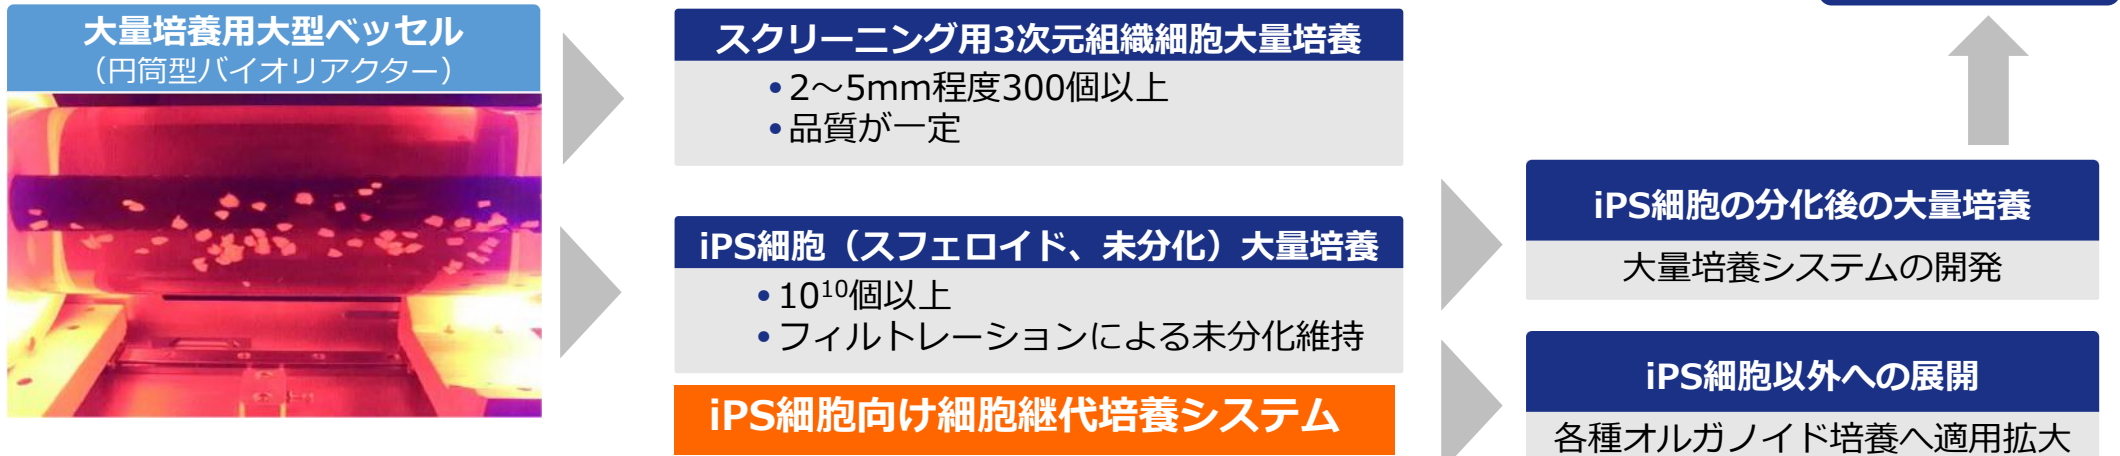 大量培養用大型ベッセル
（円筒型バイオリアクター）
スクリーニング用3次元組織細胞大量培養
•2～5mm程度300個以上
•品質が一定
iPS細胞（スフェロイド、未分化）大量培養
•10¹⁰個以上
•フィルトレーションによる未分化維持
iPS細胞向け細胞継代培養システム
iPS細胞の分化後の大量培養
大量培養システムの開発
iPS細胞以外への展開
各種オルガノイド培養へ適用拡大